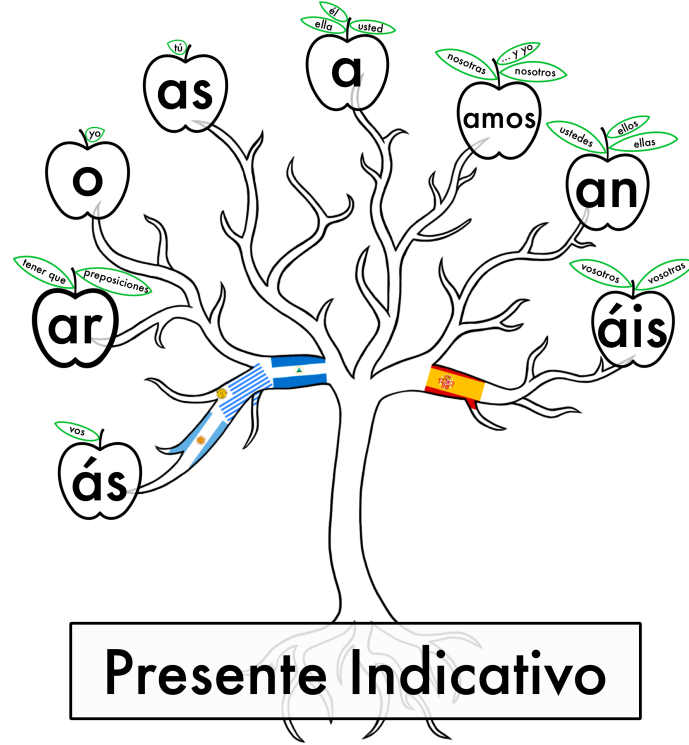 él
ella
usted
a
tú
as
nosotras
... y yo
nosotros
amos
yo
o
ustedes
ellos
ellas
an
tener que
preposiciones
ar
vosotros
vosotras
áis
vos
ás
Presente Indicativo